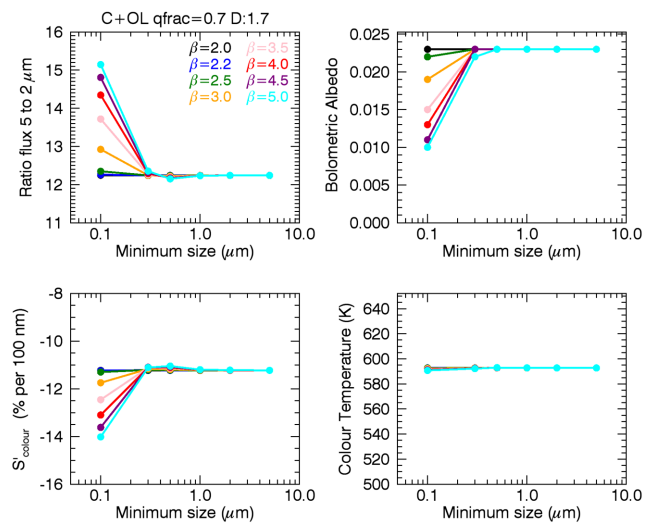 C+OL qfrac=0.7 D:1.7
16
15
14
13
12
11
Ratio flux 5 to 2 μm
β=2.0 β=3.5
β=2.2 β=4.0
β=2.5 β=4.5
β=3.0 β=5.0
0.1 1.0 10.0
Minimum size (μm)
0.025
0.020
0.015
0.010
0.005
0.000
Bolometric Albedo
0.1 1.0 10.0
Minimum size (μm)
-8
-10
-12
-14
-16
S'colour (% per 100 nm)
0.1 1.0 10.0
Minimum size (μm)
640
620
600
580
560
540
520
500
Colour Temperature (K)
0.1 1.0 10.0
Minimum size (μm)